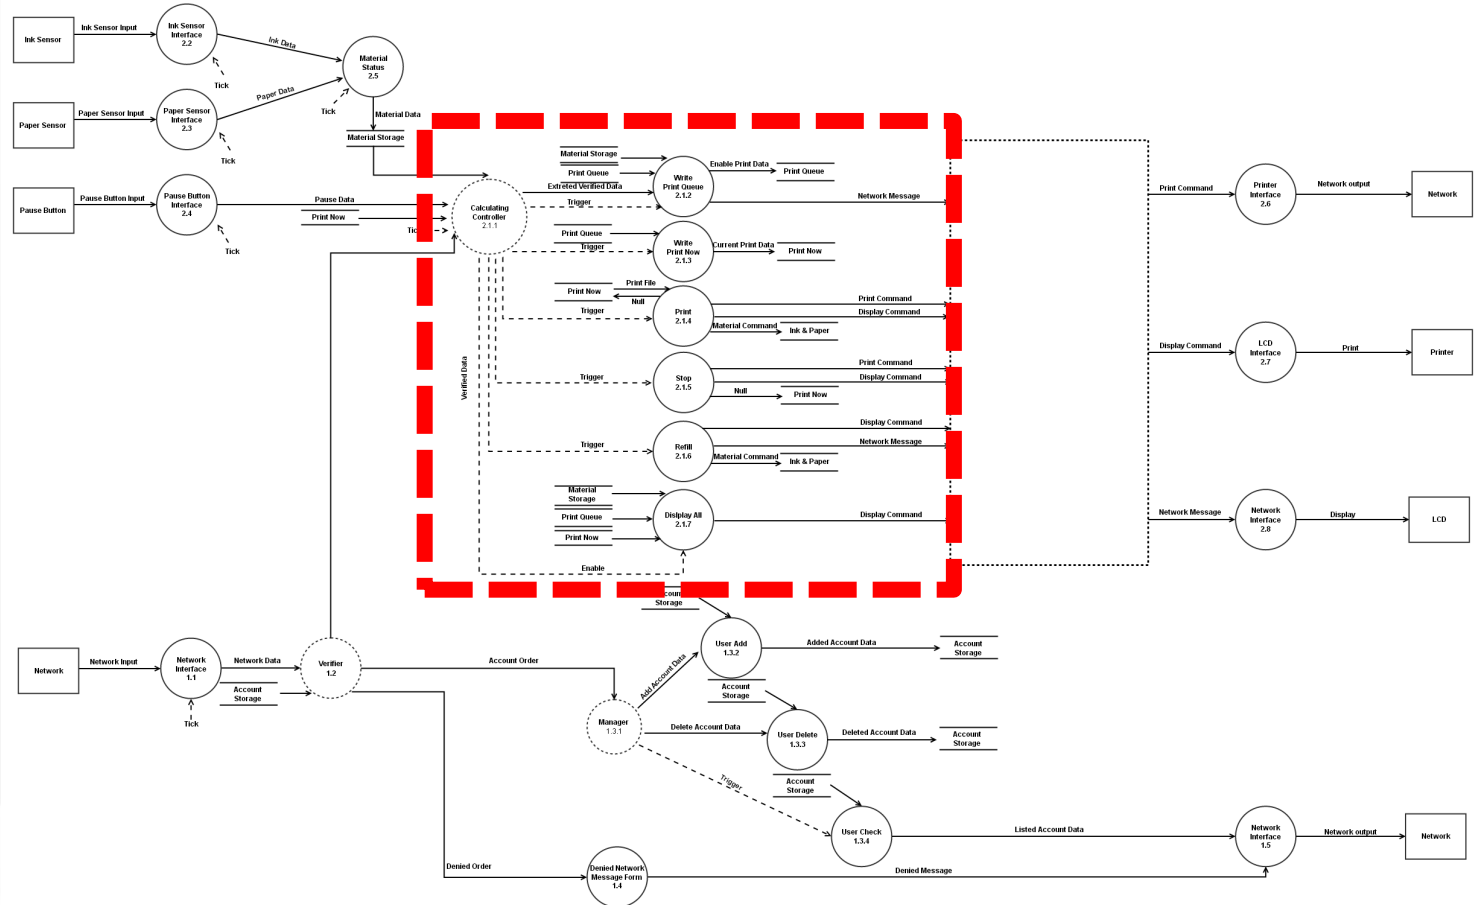 Ink Sensor
Ink Sensor Input
Ink Sensor
Interface
2.2
Ink Data
Tick
Material
Status
2.5
Tick
Paper Sensor
Paper Sensor Input
Paper Sensor
Interface
2.3
Paper Data
Tick
Material Data
Material Storage
Pause Button
Pause Button Input
Pause Button
Interface
2.4
Tick
Pause Data
Print Now
Calculating
Controller
2.1.1
Material Storage
Print Queue
Extreted Verified Data
Trigger
Write
Print Queue
2.1.2
Enable Print Data
Print Queue
Network Message
Print Queue
Trigger
Write
Print Now
2.1.3
Current Print Data
Print Now
Print Now
Print File
Null
Trigger
Print
2.1.4
Print Command
Display Command
Material Command
Ink & Paper
Verified Data
Trigger
Stop
2.1.5
Print Command
Display Command
Null
Print Now
Trigger
Refill
2.1.6
Display Command
Network Message
Material Command
Ink & Paper
Material
Storage
Print Queue
Print Now
Dislplay All
2.1.7
Display Command
Enable
Print Command
Printer
Interface
2.6
Network output
Network
Display Command
LCD
Interface
2.7
Print
Printer
Network Message
Network
Interface
2.8
Display
LCD
Network
Network Input
Network
Interface
1.1
Tick
Network Data
Account
Storage
Verifier
1.2
Account Order
Manager
1.3.1
Storage
Add Account Data
User Add
1.3.2
Added Account Data
Account
Storage
Account
Storage
Delete Account Data
User Delete
1.3.3
Deleted Account Data
Account
Storage
Account
Storage
Trigger
User Check
1.3.4
Listed Account Data
Denied Order
Denied Network
Message Form
1.4
Denied Message
Network
Interface
1.5
Network output
Network